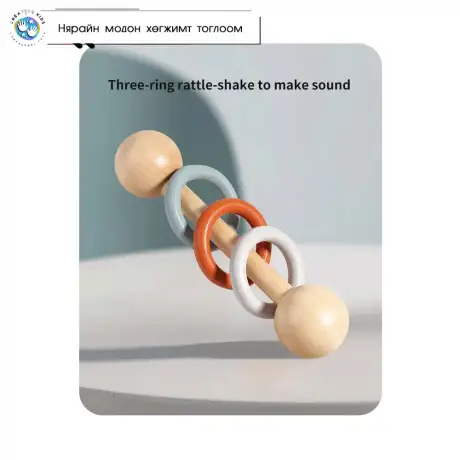 Нярайн модон хөгжимт тоглоом
Three-ring rattle-shake to make sound